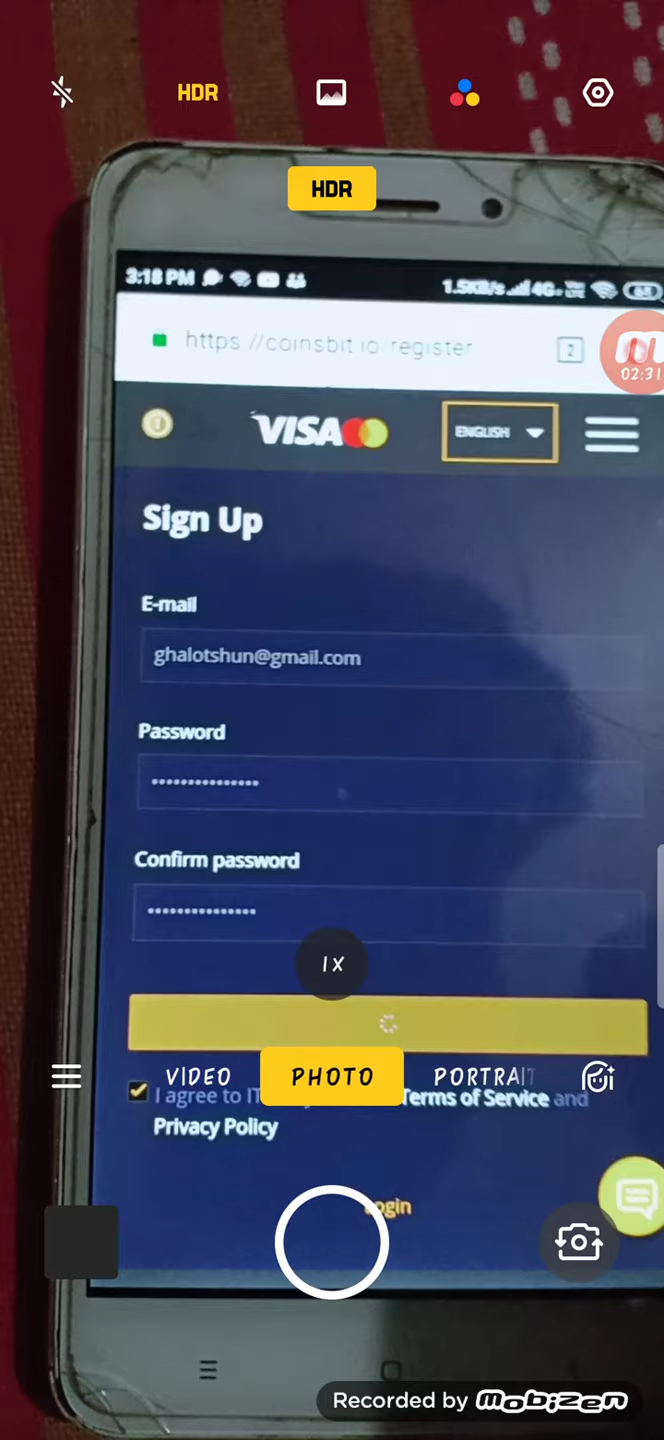 HDR
HDR
3:18 PM
1.5KB/s 4G+ 68
https://coinsbit.io/register
2
02:31
VISA
ENGLISH
Sign Up
E-mail
ghalotshun@gmail.com
Password
•••••••••••••••
Confirm password
•••••••••••••••
1X
VIDEO
PHOTO
PORTRAIT
I agree to
Terms of Service and
Privacy Policy
Login
Recorded by mobizen